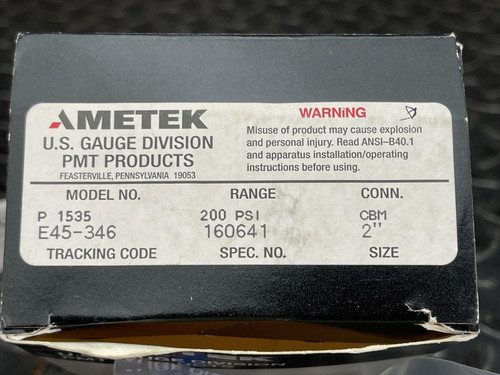 AMETEK
U.S. GAUGE DIVISION
PMT PRODUCTS
FEASTERVILLE, PENNSYLVANIA 19053
WARNING
Misuse of product may cause explosion
and personal injury. Read ANSI–B40.1
and apparatus installation/operating
instructions before using.
MODEL NO. RANGE CONN.
P 1535 200 PSI CBM
E45-346 160641 2"
TRACKING CODE SPEC. NO. SIZE